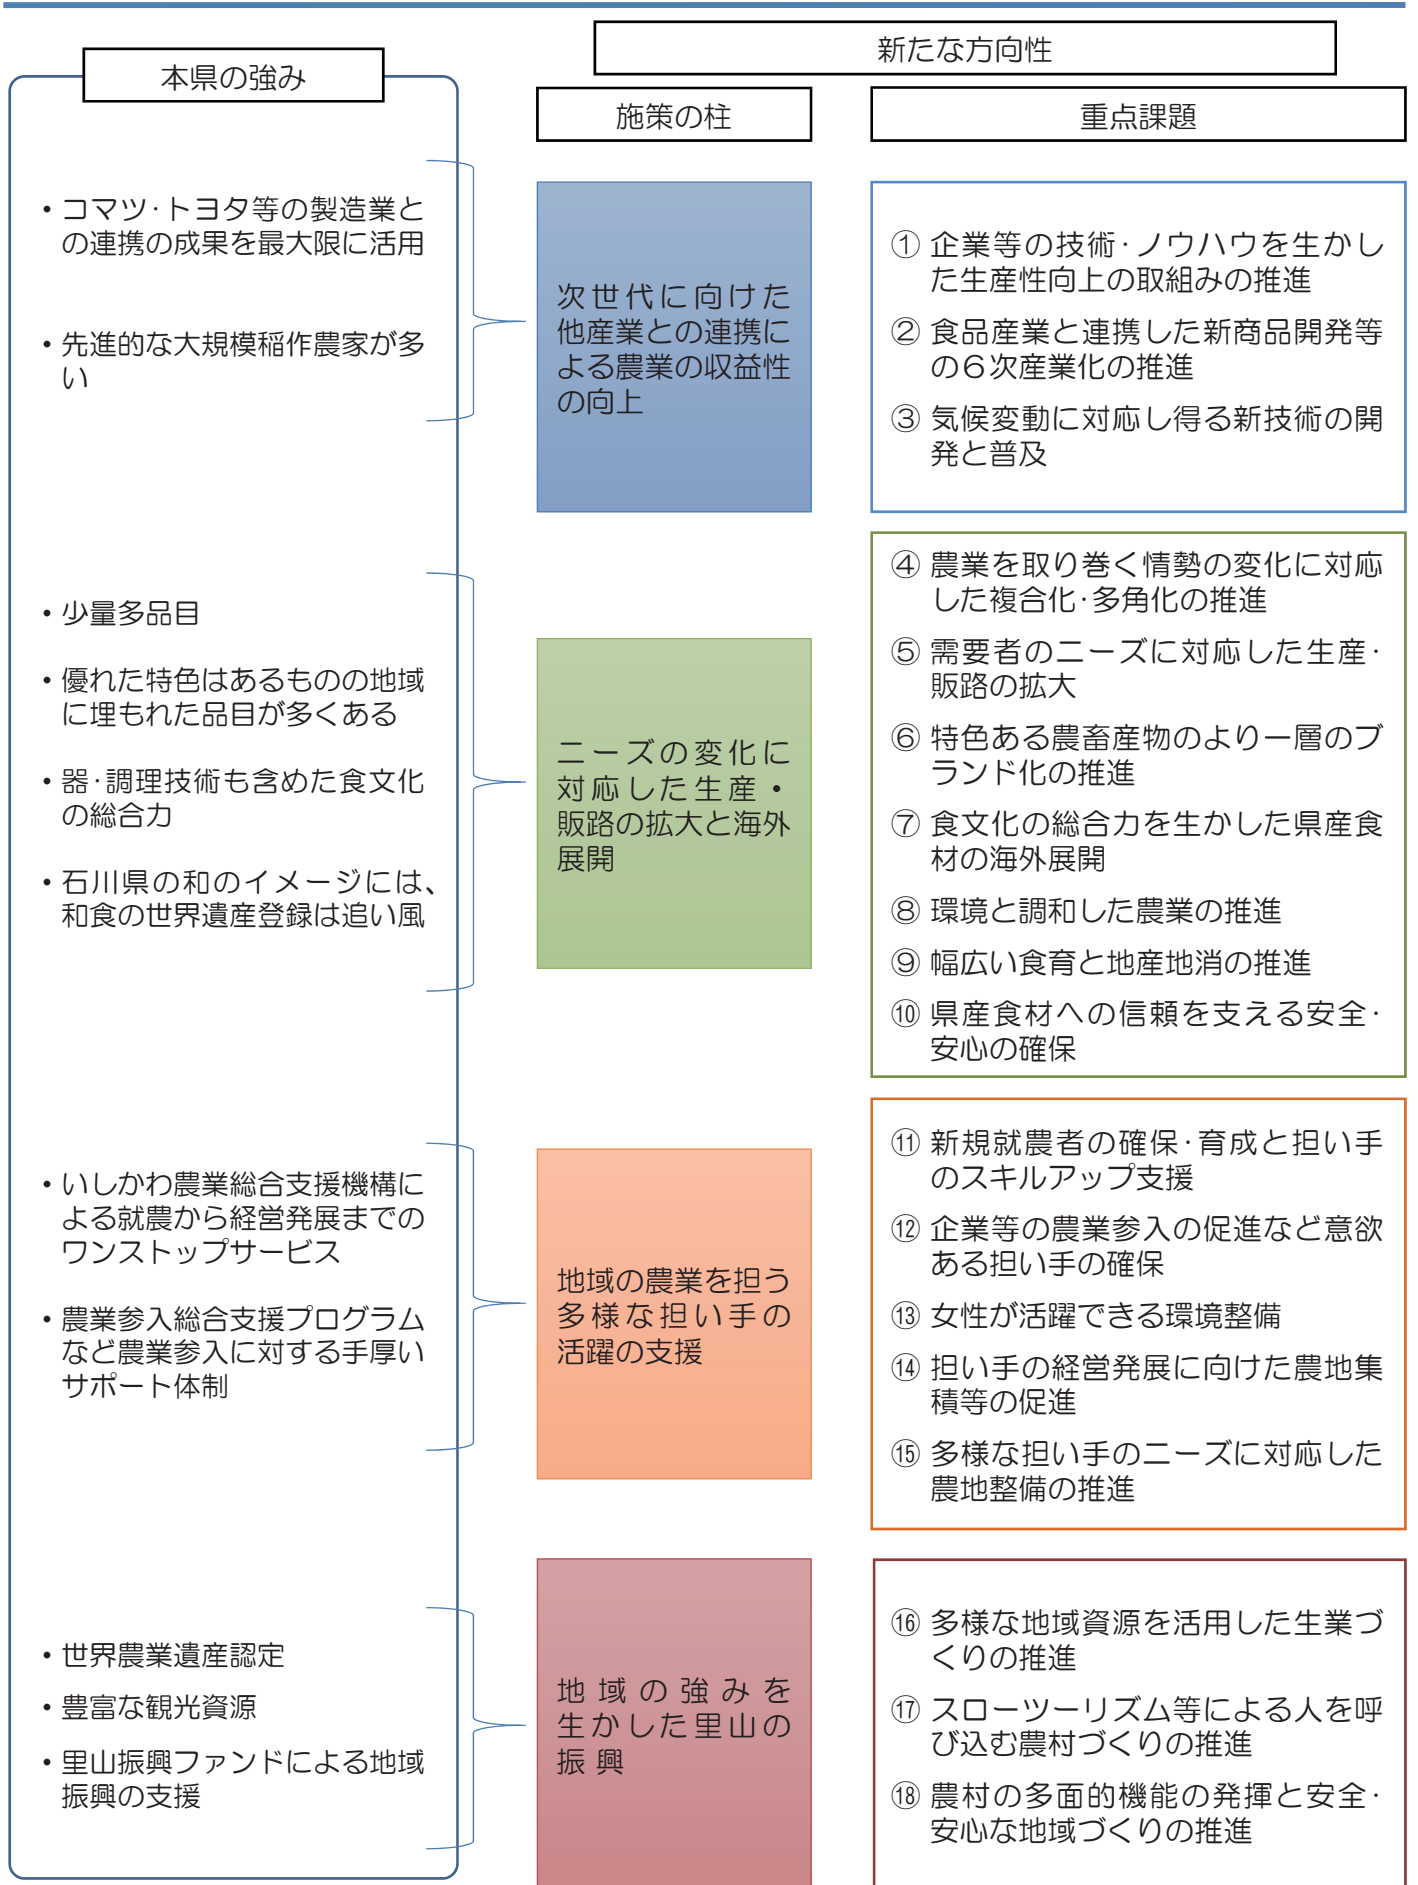 新たな方向性
本県の強み
施策の柱
重点課題
・コマツ･トヨタ等の製造業と
の連携の成果を最大限に活用
・先進的な大規模稲作農家が多
い
次世代に向けた
他産業との連携に
よる農業の収益性
の向上
① 企業等の技術･ノウハウを生かし
た生産性向上の取組みの推進
② 食品産業と連携した新商品開発等
の６次産業化の推進
③ 気候変動に対応し得る新技術の開
発と普及
・少量多品目
・優れた特色はあるものの地域
に埋もれた品目が多くある
・器･調理技術も含めた食文化
の総合力
・石川県の和のイメージには、
和食の世界遺産登録は追い風
ニーズの変化に
対応した生産・
販路の拡大と海外
展開
④ 農業を取り巻く情勢の変化に対応
した複合化･多角化の推進
⑤ 需要者のニーズに対応した生産･
販路の拡大
⑥ 特色ある農畜産物のより一層のブ
ランド化の推進
⑦ 食文化の総合力を生かした県産食
材の海外展開
⑧ 環境と調和した農業の推進
⑨ 幅広い食育と地産地消の推進
⑩ 県産食材への信頼を支える安全･
安心の確保
・いしかわ農業総合支援機構に
よる就農から経営発展までの
ワンストップサービス
・農業参入総合支援プログラム
など農業参入に対する手厚い
サポート体制
地域の農業を担う
多様な担い手の
活躍の支援
⑪ 新規就農者の確保･育成と担い手
のスキルアップ支援
⑫ 企業等の農業参入の促進など意欲
ある担い手の確保
⑬ 女性が活躍できる環境整備
⑭ 担い手の経営発展に向けた農地集
積等の促進
⑮ 多様な担い手のニーズに対応した
農地整備の推進
・世界農業遺産認定
・豊富な観光資源
・里山振興ファンドによる地域
振興の支援
地域の強みを
生かした里山の
振興
⑯ 多様な地域資源を活用した生業づ
くりの推進
⑰ スローツーリズム等による人を呼
び込む農村づくりの推進
⑱ 農村の多面的機能の発揮と安全･
安心な地域づくりの推進